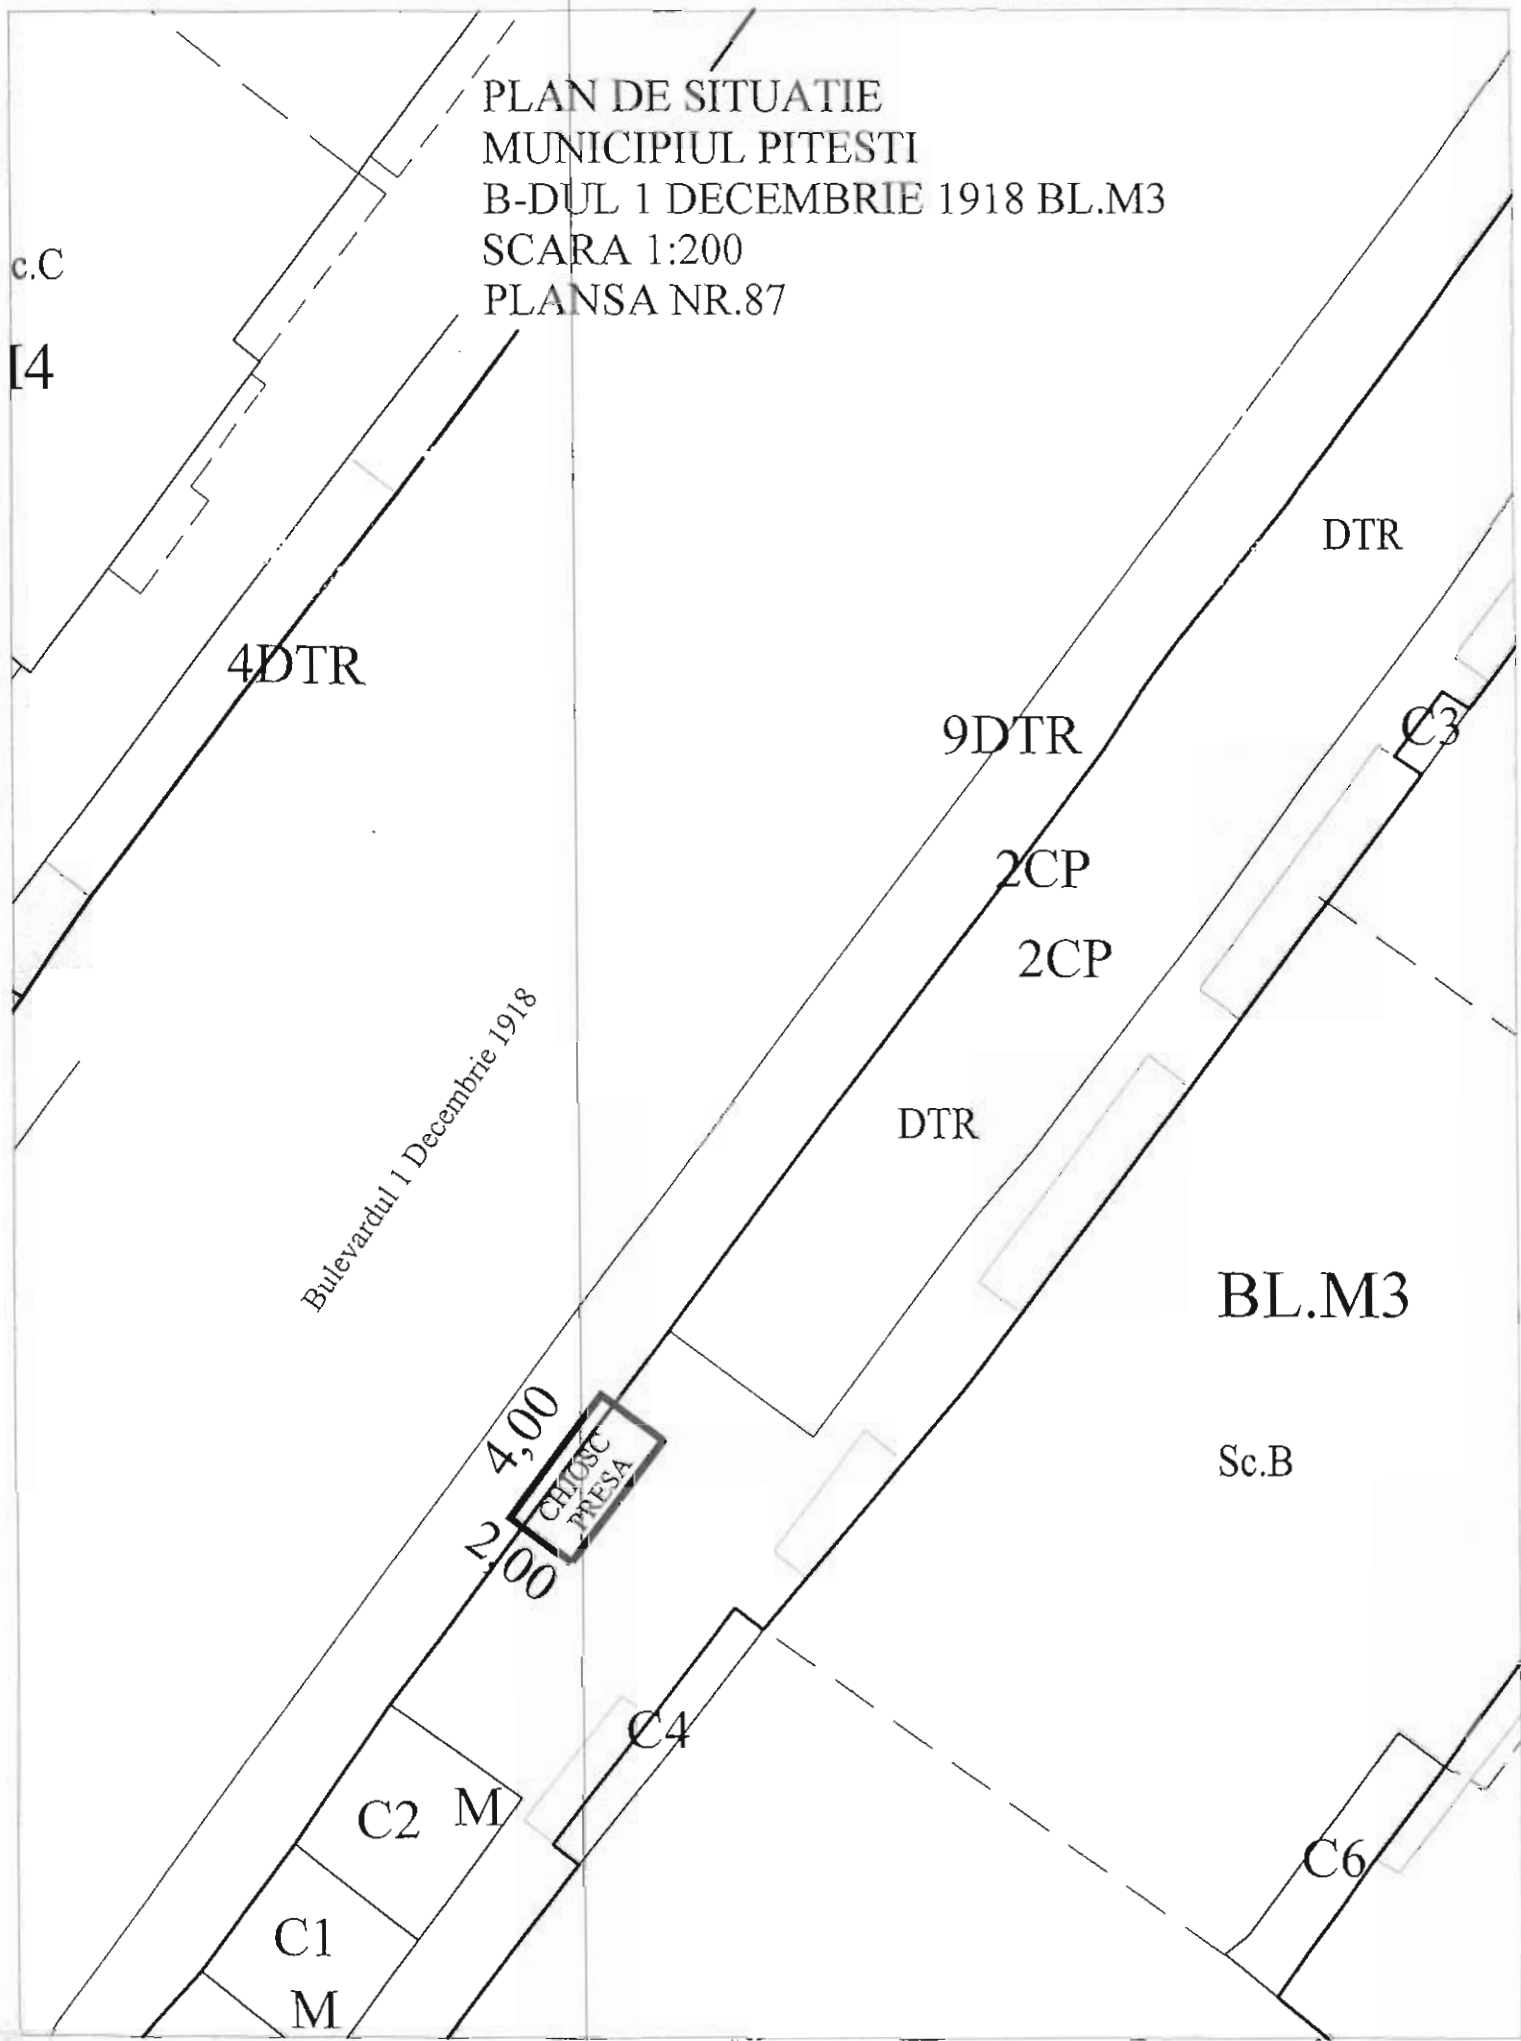 PLAN DE SITUATIE
MUNICIPIUL PITESTI
B-DUL 1 DECEMBRIE 1918 BL.M3
SCARA 1:200
PLANSA NR.87
c.C
4
DTR
4DTR
9DTR
C3
2CP
2CP
Bulevardul 1 Decembrie 1918
DTR
BL.M3
4,00
CHIOSC
PRESA
Sc.B
2,00
C4
C2 M
C6
C1
M